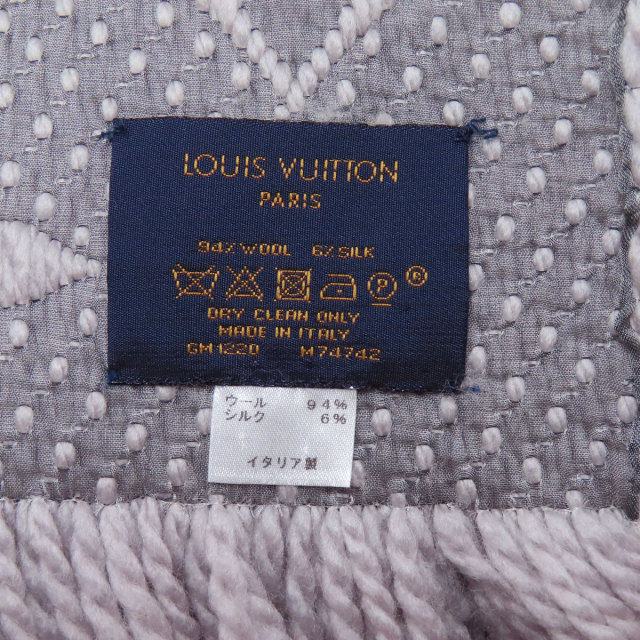 LOUIS VUITTON
PARIS
94%WOOL 6%SILK
P
DRY CLEAN ONLY
MADE IN ITALY
GM1220 M74742
ウール 94%
シルク 6%
イタリア製